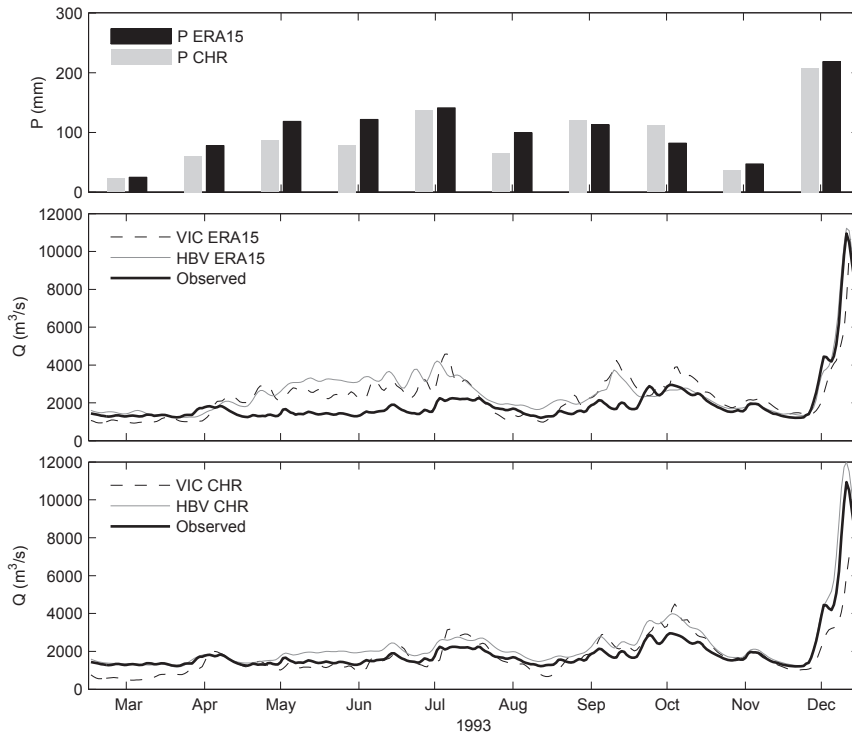 300
200
100
0
P (mm)
P ERA15
P CHR
12000
10000
8000
6000
4000
2000
0
Q (m³/s)
VIC ERA15
HBV ERA15
Observed
12000
10000
8000
6000
4000
2000
0
Q (m³/s)
VIC CHR
HBV CHR
Observed
Mar Apr May Jun Jul Aug Sep Oct Nov Dec
1993